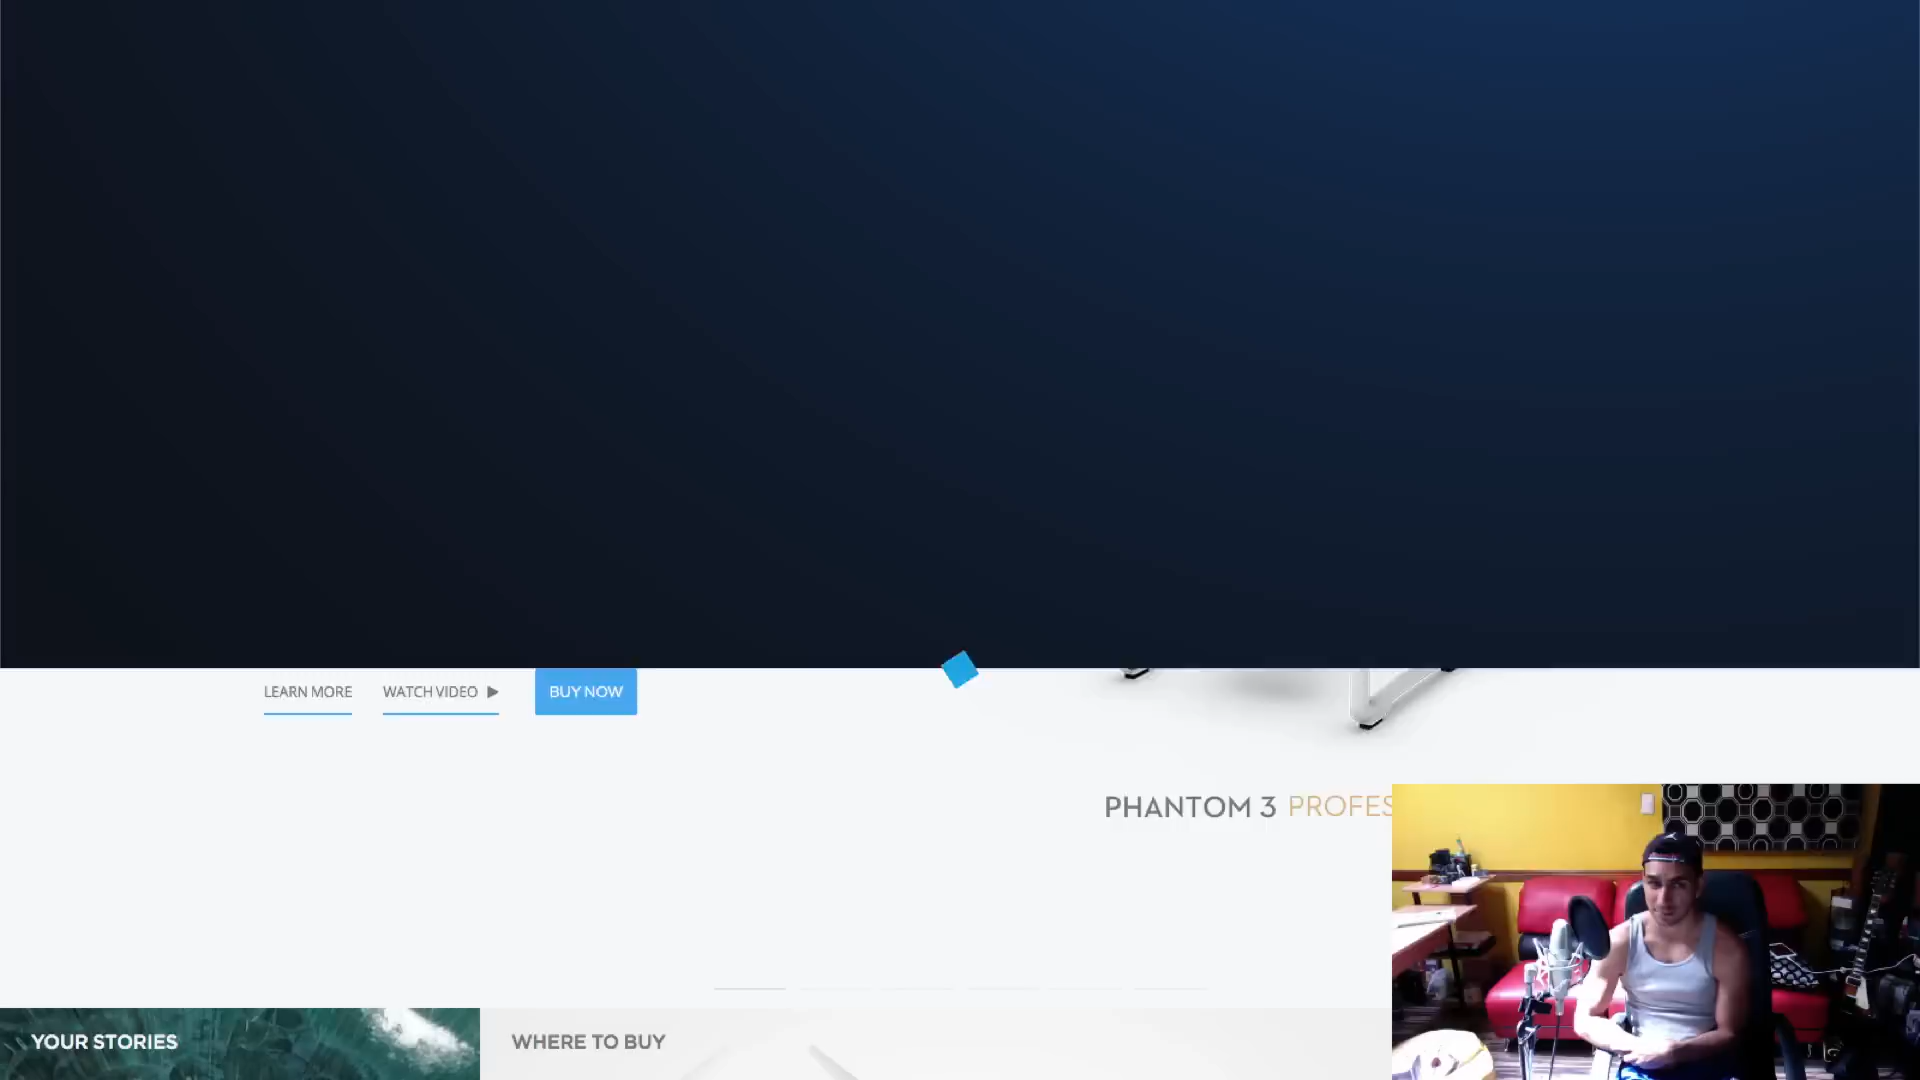 LEARN MORE
WATCH VIDEO
BUY NOW
PHANTOM 3 PROFES
YOUR STORIES
WHERE TO BUY